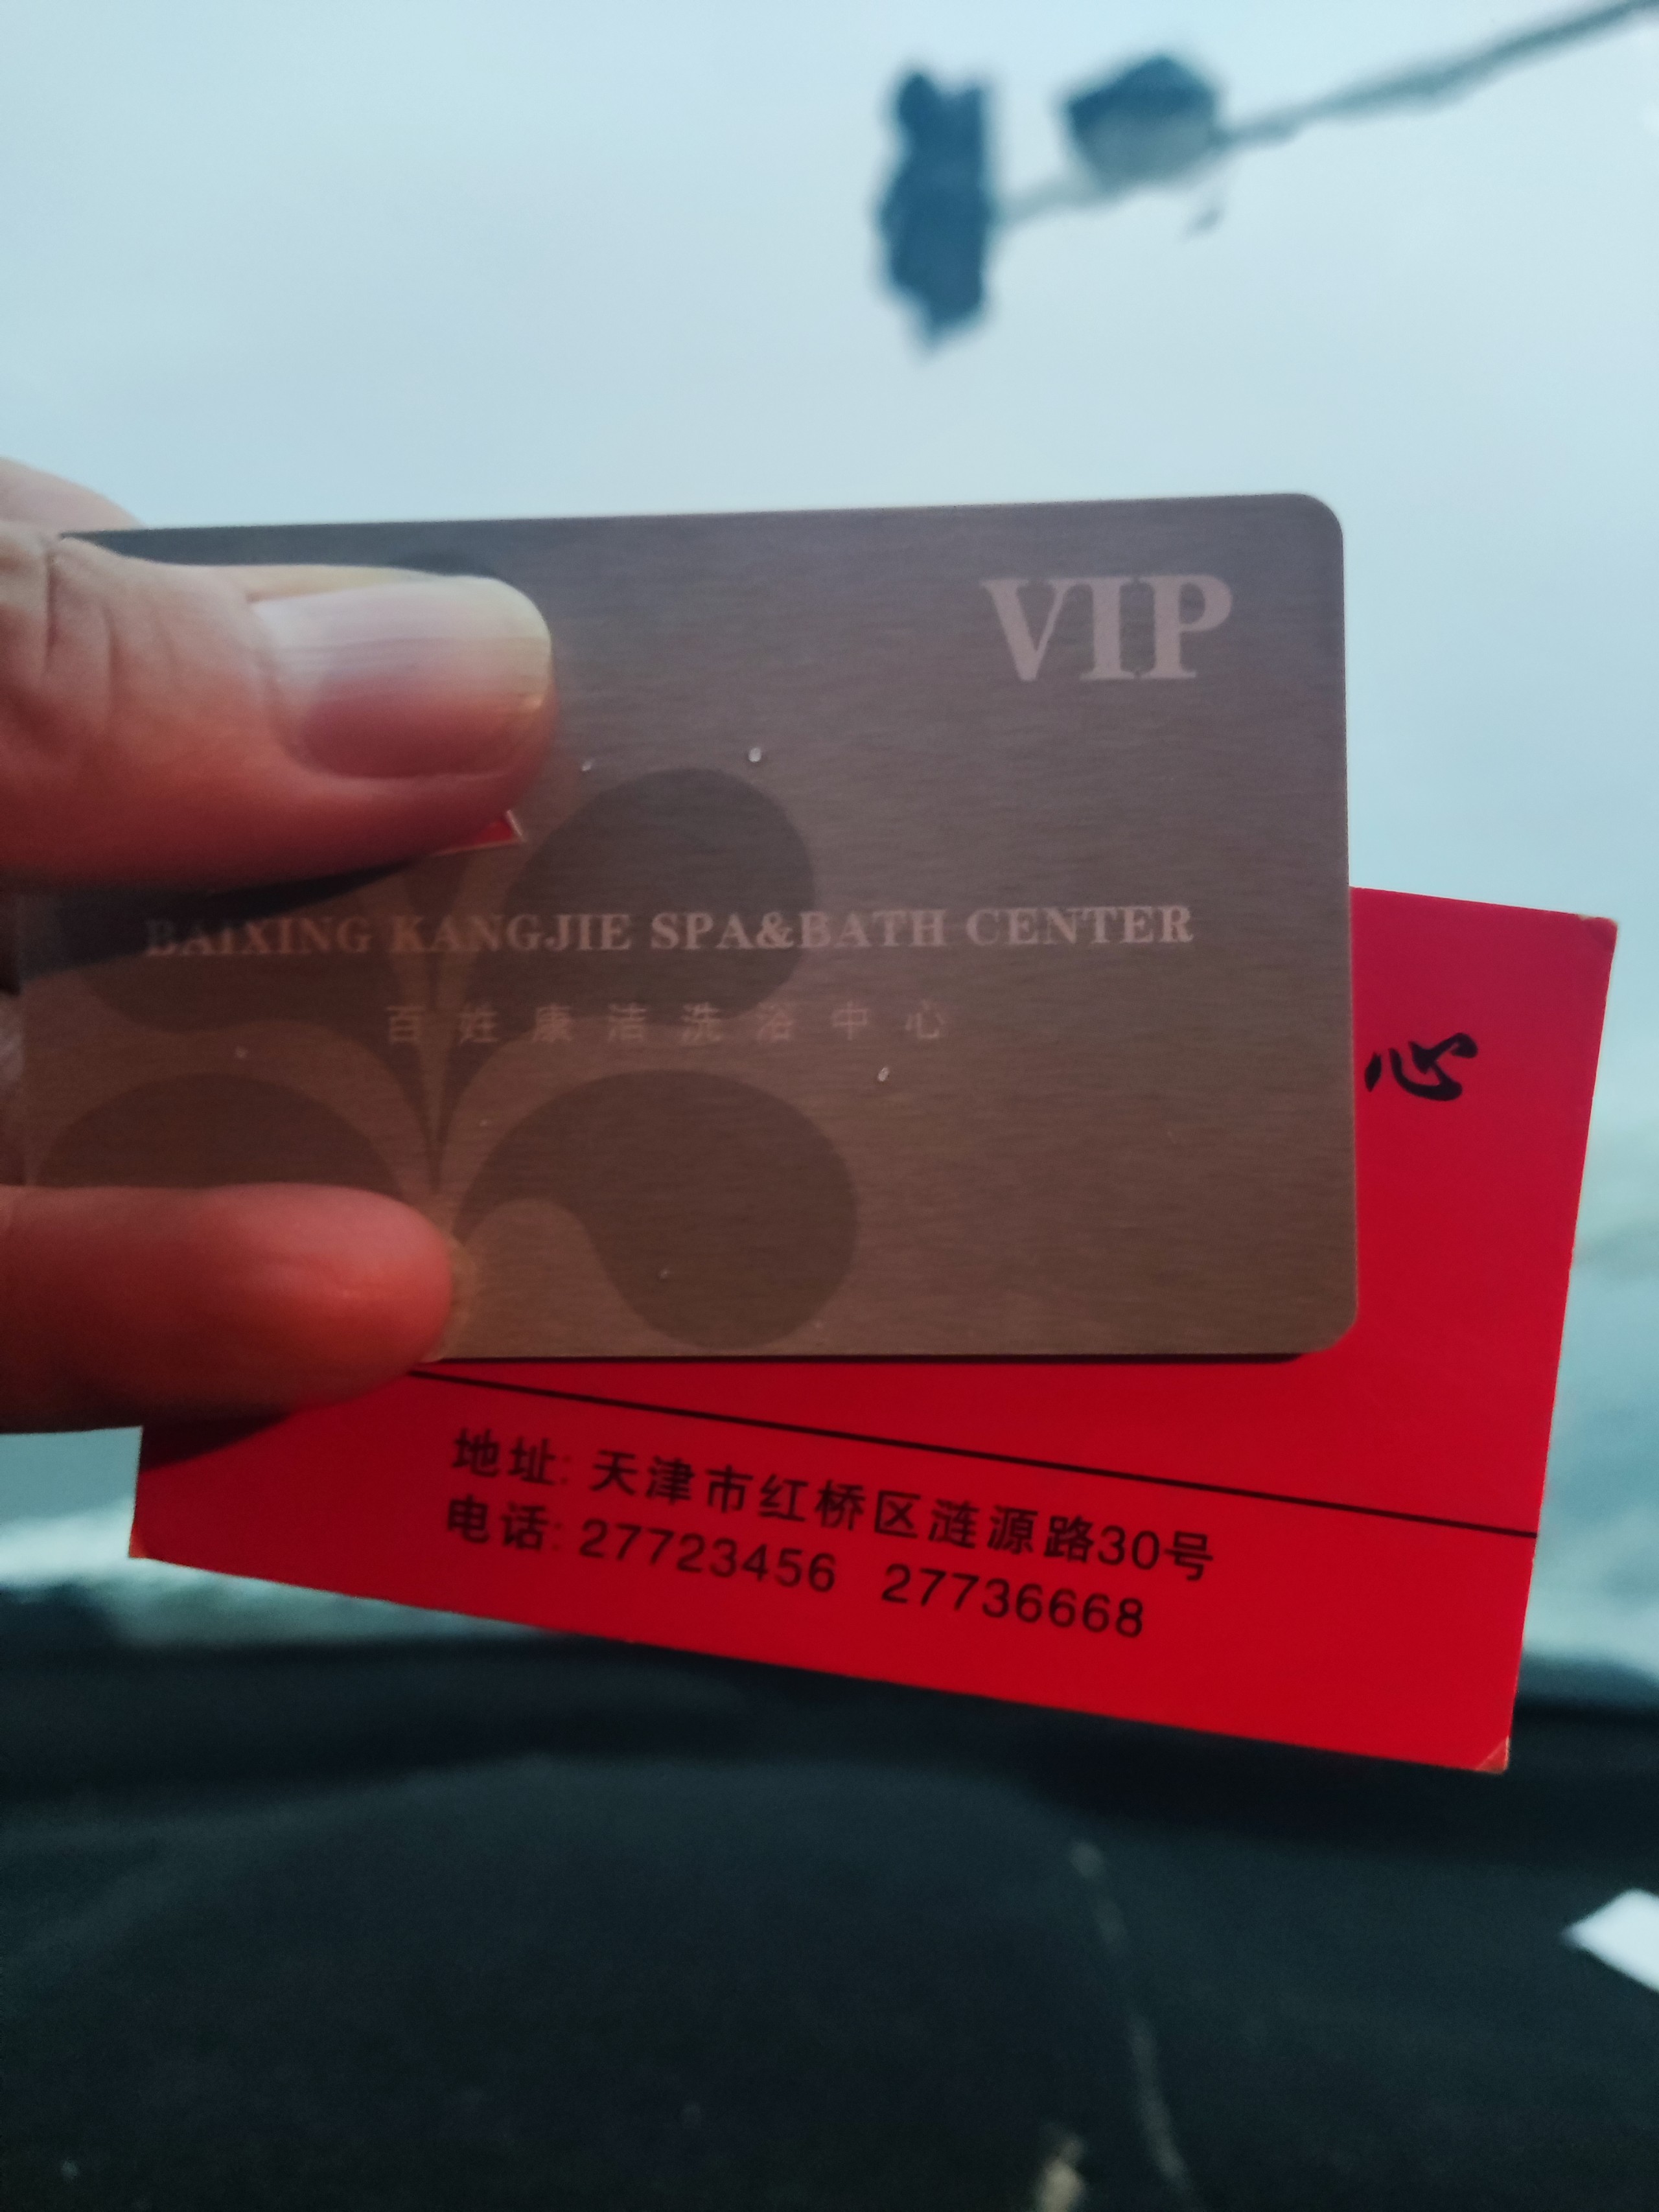 VIP
BAIXING KANGJIE SPA&BATH CENTER
百姓康洁洗浴中心
心
地址: 天津市红桥区涟源路30号
电话: 27723456 27736668